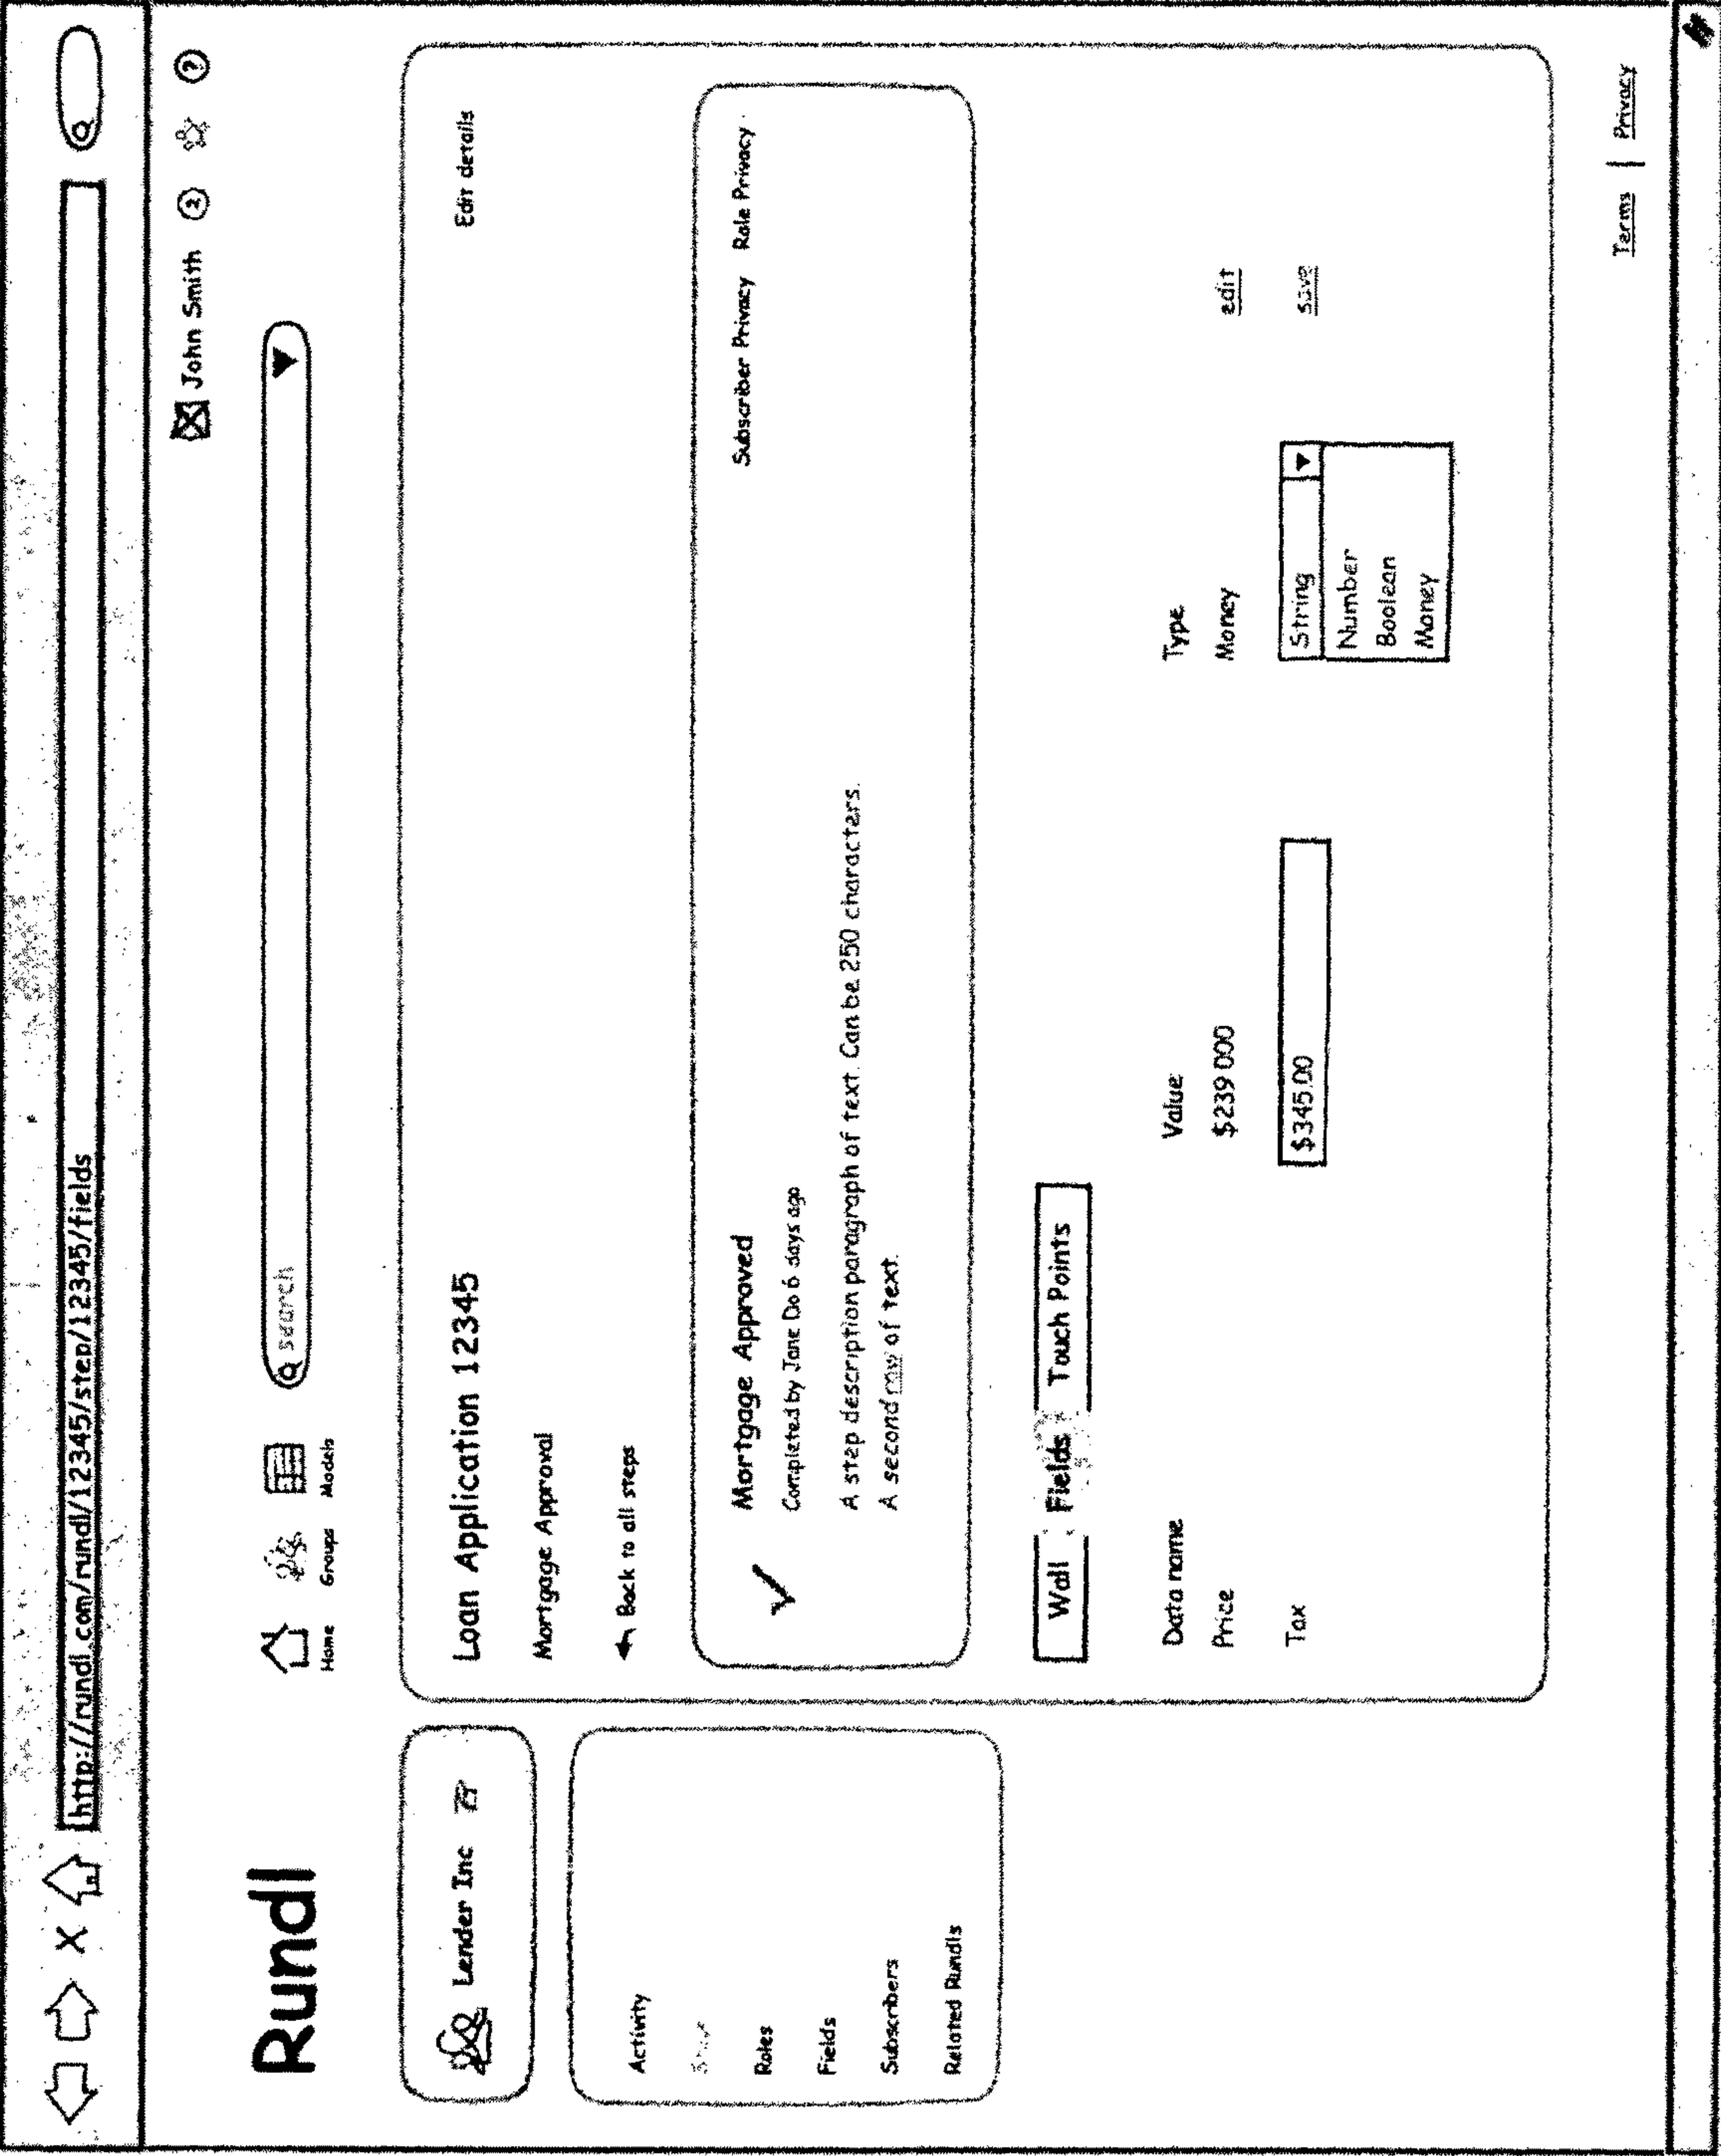 http://rundl.com/rundl/12345/step/12345/fields
John Smith 2 ?
Rundl
Home Groups Models search
Lender Inc
Activity
Roles
Fields
Subscribers
Related Rundls
Loan Application 12345 Edit details
Mortgage Approval
Back to all steps
Mortgage Approved Subscriber Privacy Role Privacy
Completed by Jane Do 6 days ago
A step description paragraph of text. Can be 250 characters.
A second row of text.
Wall Fields Touch Points
Data name Value Type
Price $239 000 Money edit
Tax $345.00 String save
Number
Boolean
Money
Terms | Privacy